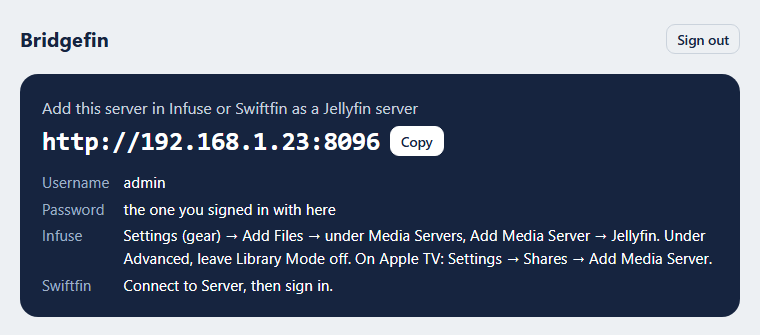 Bridgefin
Sign out
Add this server in Infuse or Swiftfin as a Jellyfin server
http://192.168.1.23:8096
Copy
Username admin
Password the one you signed in with here
Infuse Settings (gear) → Add Files → under Media Servers, Add Media Server → Jellyfin. Under
Advanced, leave Library Mode off. On Apple TV: Settings → Shares → Add Media Server.
Swiftfin Connect to Server, then sign in.